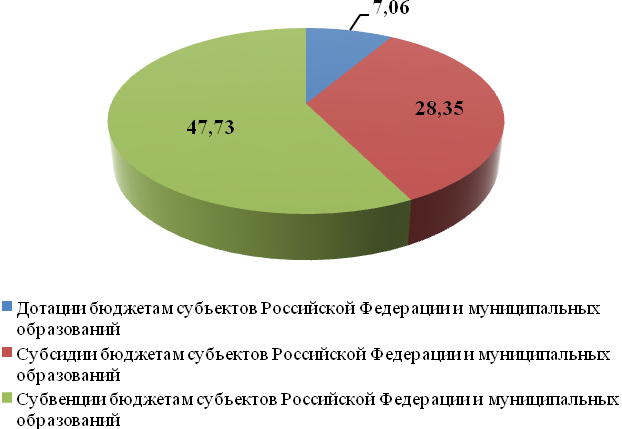 7,06
28,35
47,73
Дотации бюджетам субъектов Российской Федерации и муниципальных
образований
Субсидии бюджетам субъектов Российской Федерации и муниципальных
образований
Субвенции бюджетам субъектов Российской Федерации и муниципальных
образований